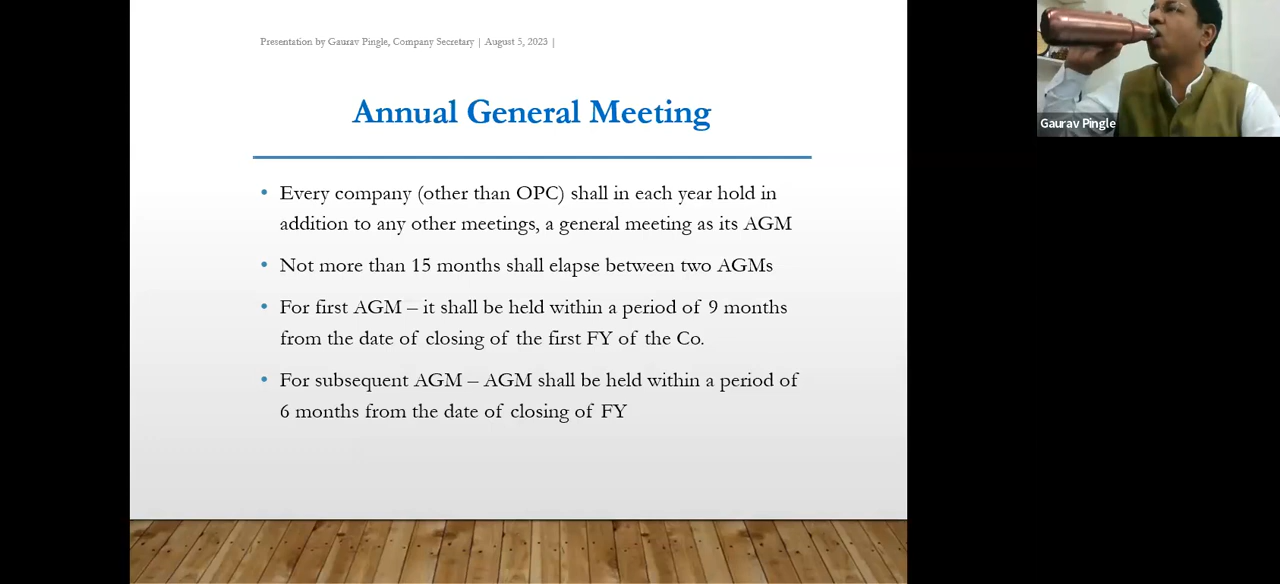 Presentation by Gaurav Pingle, Company Secretary | August 5, 2023 |
Annual General Meeting
• Every company (other than OPC) shall in each year hold in
addition to any other meetings, a general meeting as its AGM
• Not more than 15 months shall elapse between two AGMs
• For first AGM – it shall be held within a period of 9 months
from the date of closing of the first FY of the Co.
• For subsequent AGM – AGM shall be held within a period of
6 months from the date of closing of FY
Gaurav Pingle